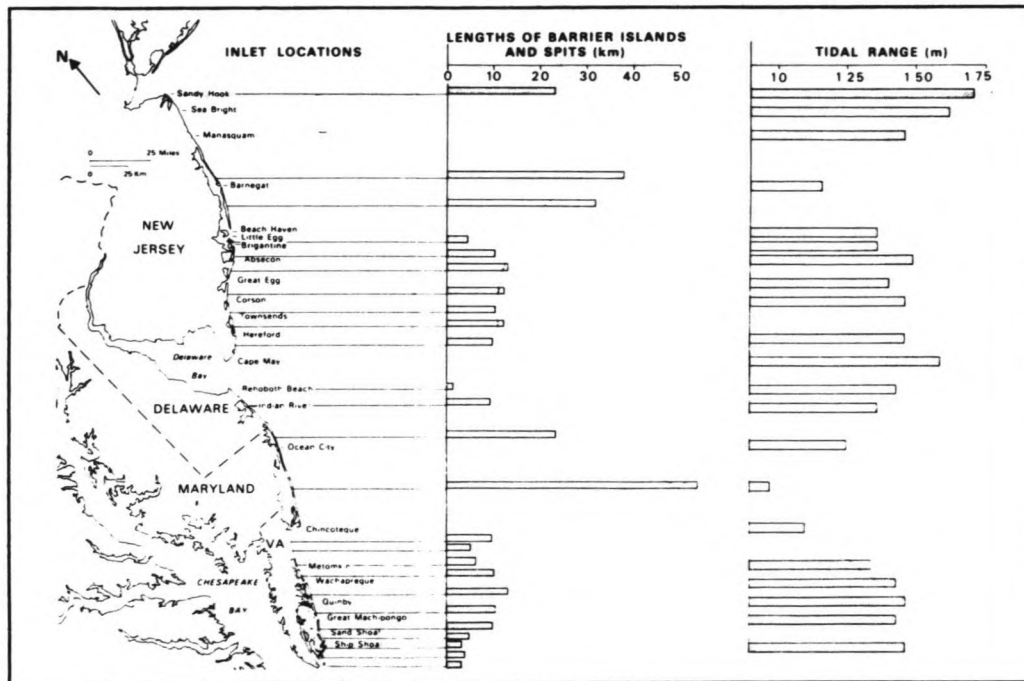 INLET LOCATIONS
LENGTHS OF BARRIER ISLANDS
AND SPITS (km)
0 10 20 30 40 50
TIDAL RANGE (m)
10 125 150 175
N
Sandy Hook
Sea Bright
Manasquam
0 25 Miles
0 25 Km
Barnegat
NEW
JERSEY
Beach Haven
Little Egg
Brigantine
Absecon
Great Egg
Corson
Townsends
Hereford
Delaware
Bay
Cape May
Rehoboth Beach
DELAWARE
Indian River
Ocean City
MARYLAND
Chincoteque
VA
CHESAPEAKE
BAY
Wachapreque
Quinby
Great Machipongo
Sand Shoal
Ship Shoal